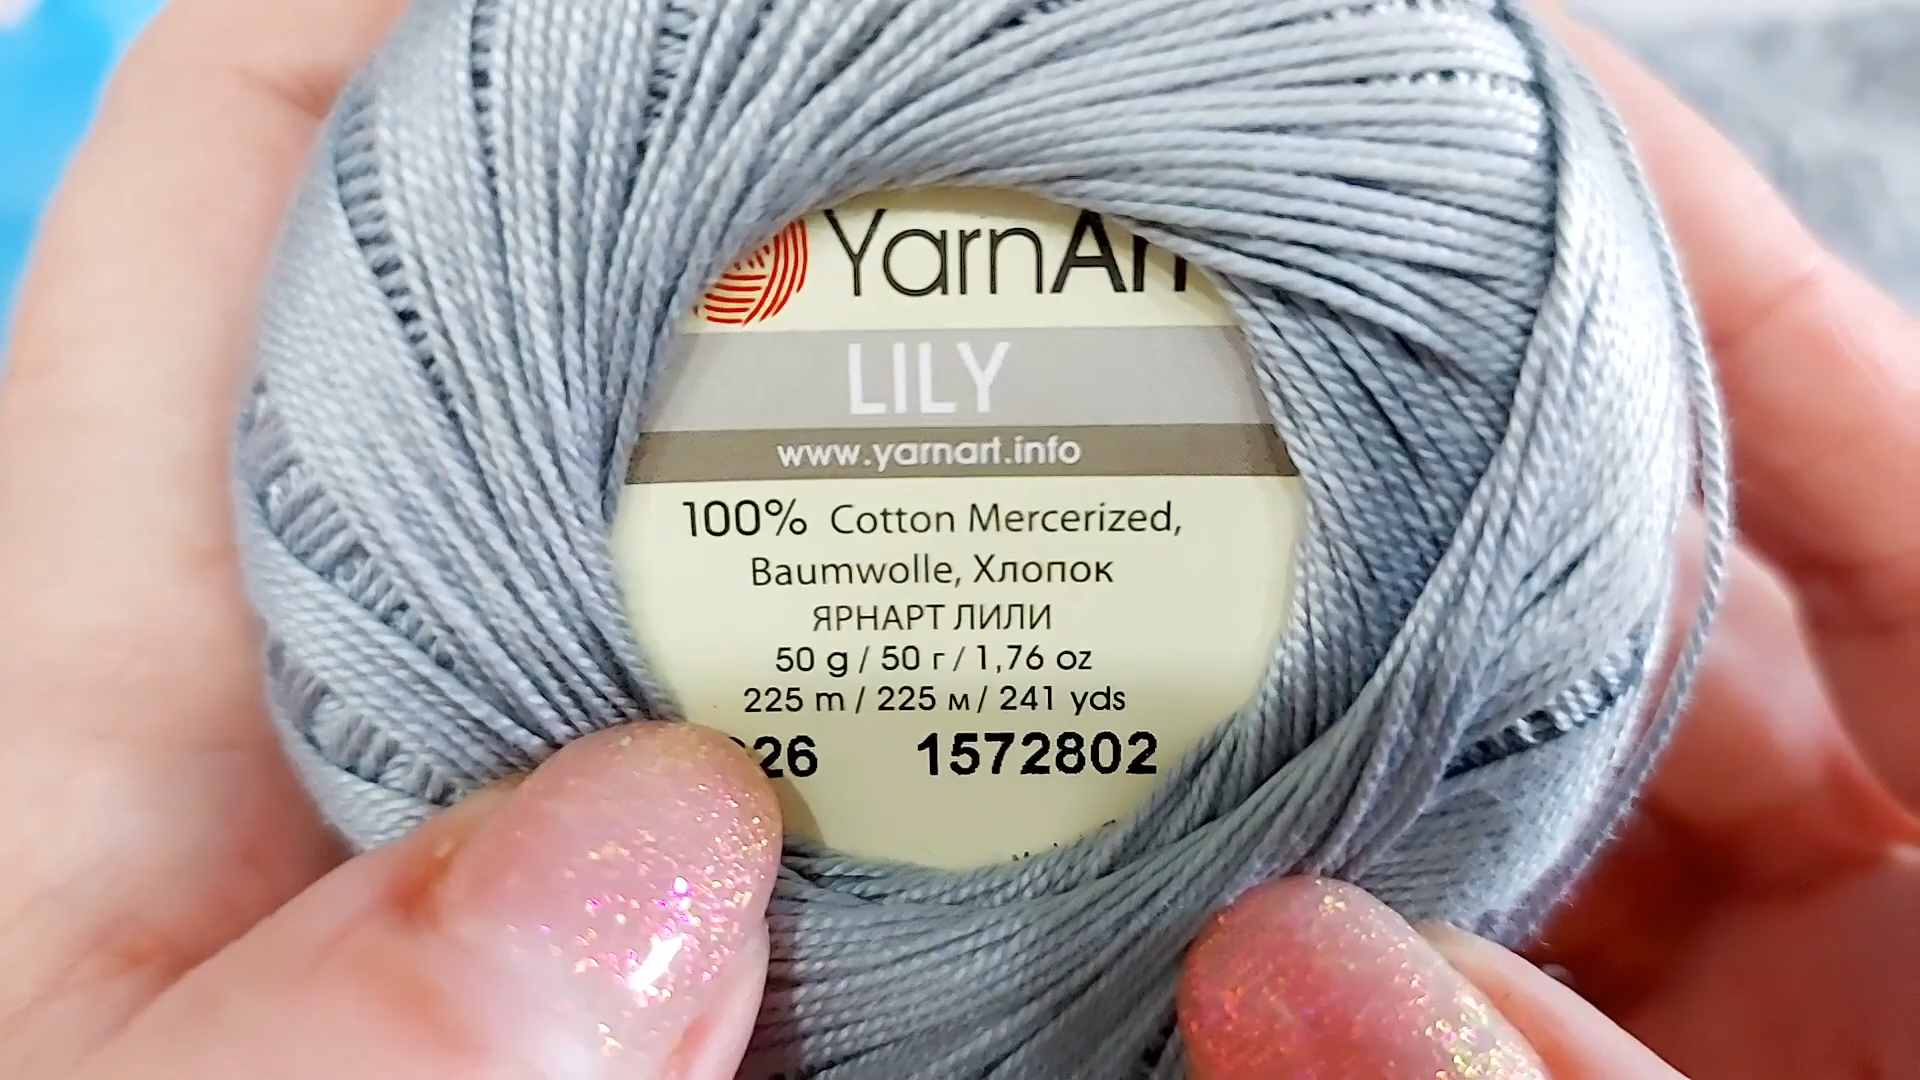 YarnArt
LILY
www.yarnart.info
100% Cotton Mercerized,
Baumwolle, Хлопок
ЯРНАРТ ЛИЛИ
50 g / 50 г / 1,76 oz
225 m / 225 м / 241 yds
26 1572802